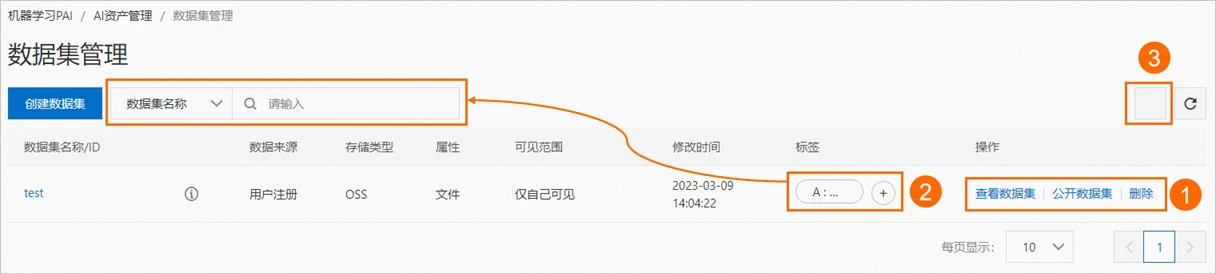 机器学习PAI / AI资产管理 / 数据集管理
数据集管理
3
创建数据集 数据集名称 请输入
数据集名称/ID 数据来源 存储类型 属性 可见范围 修改时间 标签 操作
test 用户注册 OSS 文件 仅自己可见 2023-03-09 A : ... + 2 查看数据集 公开数据集 删除 1
14:04:22
每页显示: 10 < 1 >